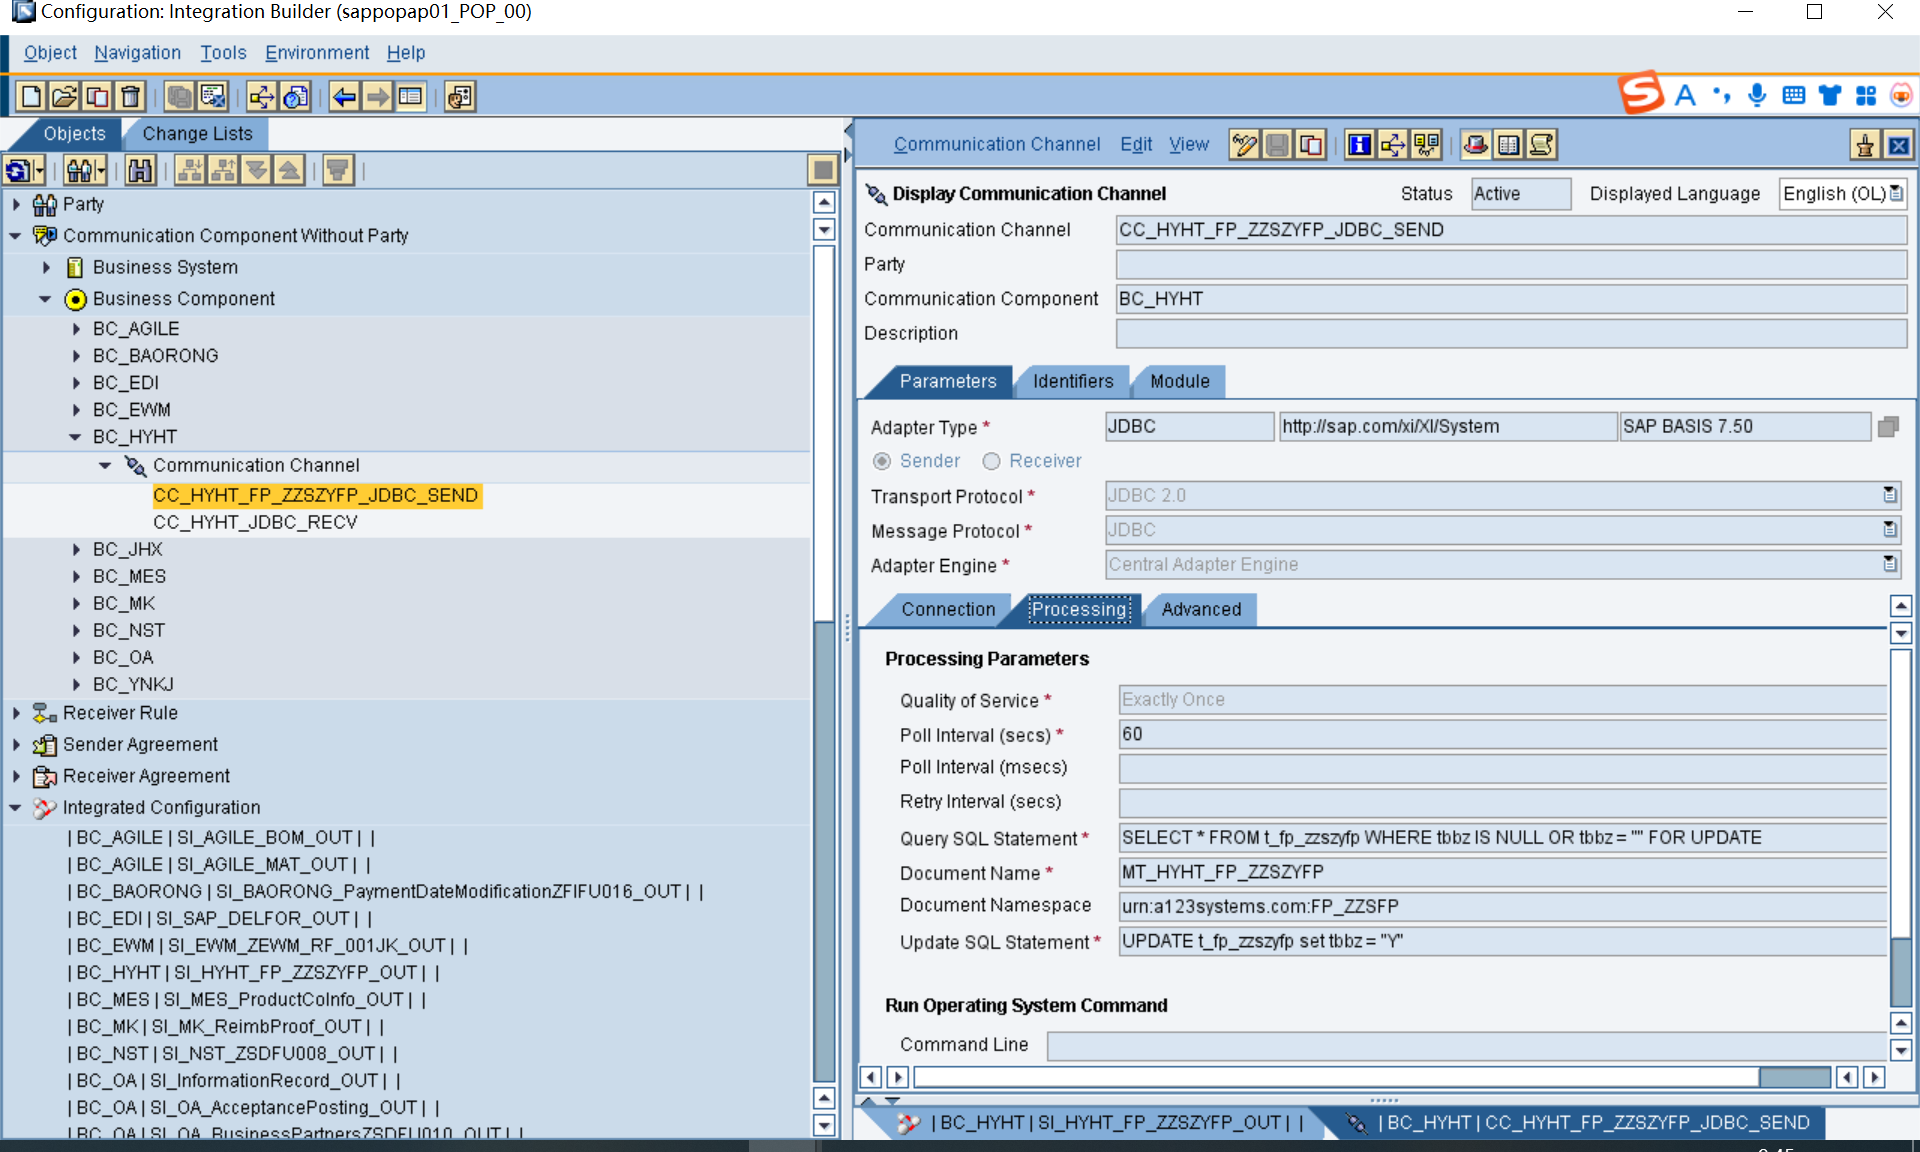 Configuration: Integration Builder (sappopap01_POP_00)
Object Navigation Tools Environment Help
Objects Change Lists
Party
Communication Component Without Party
Business System
Business Component
BC_AGILE
BC_BAORONG
BC_EDI
BC_EWM
BC_HYHT
Communication Channel
CC_HYHT_FP_ZZSZYFP_JDBC_SEND
CC_HYHT_JDBC_RECV
BC_JHX
BC_MES
BC_MK
BC_NST
BC_OA
BC_YNKJ
Receiver Rule
Sender Agreement
Receiver Agreement
Integrated Configuration
| BC_AGILE | SI_AGILE_BOM_OUT | |
| BC_AGILE | SI_AGILE_MAT_OUT | |
| BC_BAORONG | SI_BAORONG_PaymentDateModificationZFIFU016_OUT | |
| BC_EDI | SI_SAP_DELFOR_OUT | |
| BC_EWM | SI_EWM_ZEWM_RF_001JK_OUT | |
| BC_HYHT | SI_HYHT_FP_ZZSZYFP_OUT | |
| BC_MES | SI_MES_ProductCoInfo_OUT | |
| BC_MK | SI_MK_ReimbProof_OUT | |
| BC_NST | SI_NST_ZSDFU008_OUT | |
| BC_OA | SI_InformationRecord_OUT | |
| BC_OA | SI_OA_AcceptancePosting_OUT | |
| BC_OA | SI_OA_BusinessPartnersZSDFU010_OUT | |
Communication Channel Edit View
Display Communication Channel Status Active Displayed Language English (OL)
Communication Channel CC_HYHT_FP_ZZSZYFP_JDBC_SEND
Party
Communication Component BC_HYHT
Description
Parameters Identifiers Module
Adapter Type * JDBC http://sap.com/xi/XI/System SAP BASIS 7.50
Sender Receiver
Transport Protocol * JDBC 2.0
Message Protocol * JDBC
Adapter Engine * Central Adapter Engine
Connection Processing Advanced
Processing Parameters
Quality of Service * Exactly Once
Poll Interval (secs) * 60
Poll Interval (msecs)
Retry Interval (secs)
Query SQL Statement * SELECT * FROM t_fp_zzszyfp WHERE tbbz IS NULL OR tbbz = "" FOR UPDATE
Document Name * MT_HYHT_FP_ZZSZYFP
Document Namespace urn:a123systems.com:FP_ZZSFP
Update SQL Statement * UPDATE t_fp_zzszyfp set tbbz = "Y"
Run Operating System Command
Command Line
| BC_HYHT | SI_HYHT_FP_ZZSZYFP_OUT | | | BC_HYHT | CC_HYHT_FP_ZZSZYFP_JDBC_SEND